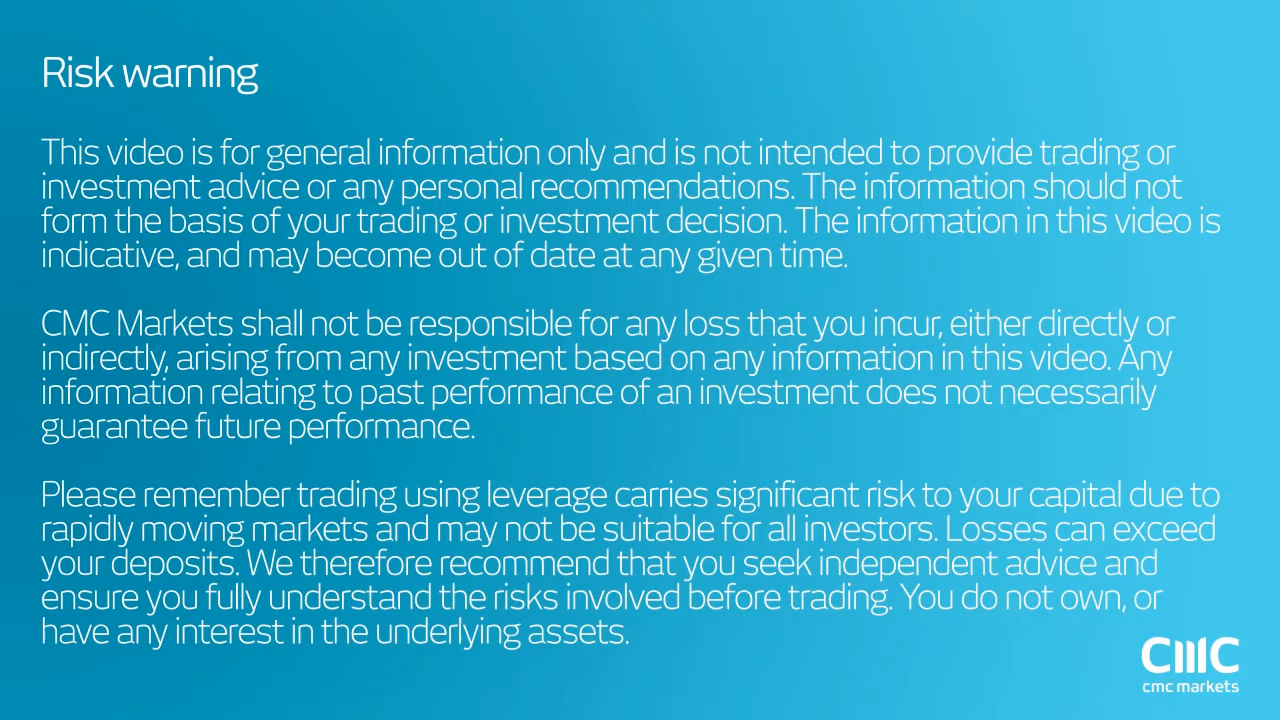 Risk warning
This video is for general information only and is not intended to provide trading or
investment advice or any personal recommendations. The information should not
form the basis of your trading or investment decision. The information in this video is
indicative, and may become out of date at any given time.
CMC Markets shall not be responsible for any loss that you incur, either directly or
indirectly, arising from any investment based on any information in this video. Any
information relating to past performance of an investment does not necessarily
guarantee future performance.
Please remember trading using leverage carries significant risk to your capital due to
rapidly moving markets and may not be suitable for all investors. Losses can exceed
your deposits. We therefore recommend that you seek independent advice and
ensure you fully understand the risks involved before trading. You do not own, or
have any interest in the underlying assets.
CMC
cmc markets